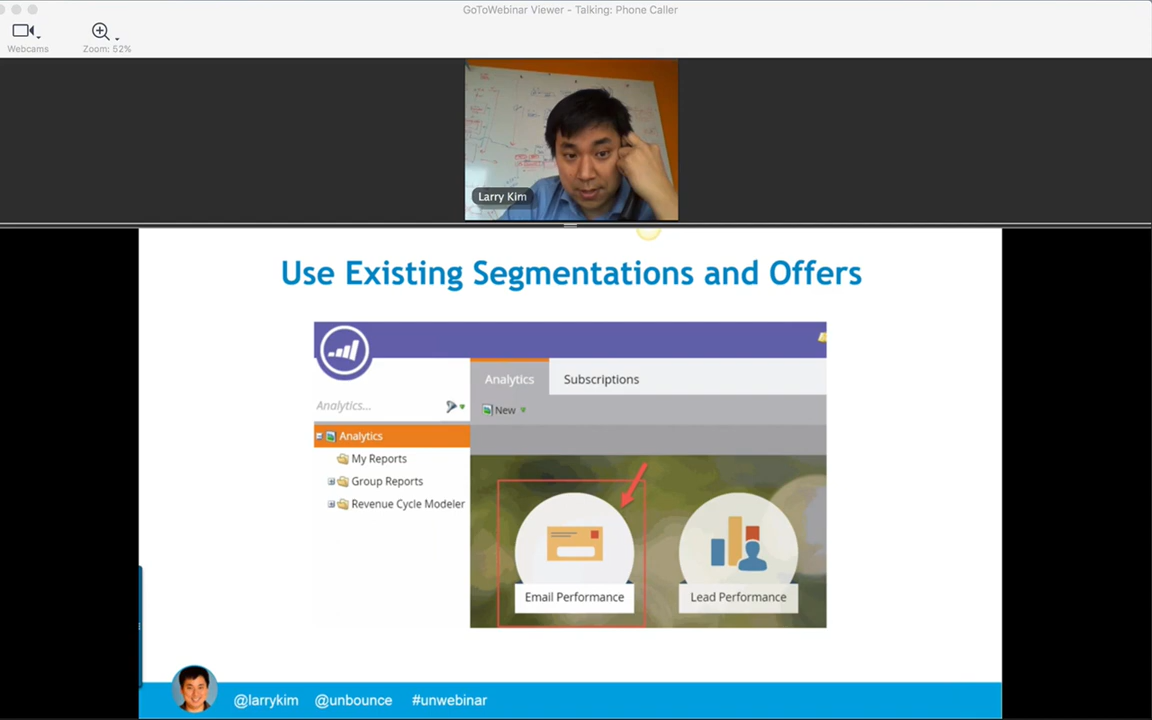 GoToWebinar Viewer - Talking: Phone Caller
Webcams
Zoom: 52%
Larry Kim
Use Existing Segmentations and Offers
Analytics
Subscriptions
Analytics...
New
Analytics
My Reports
Group Reports
Revenue Cycle Modeler
Email Performance
Lead Performance
@larrykim @unbounce #unwebinar